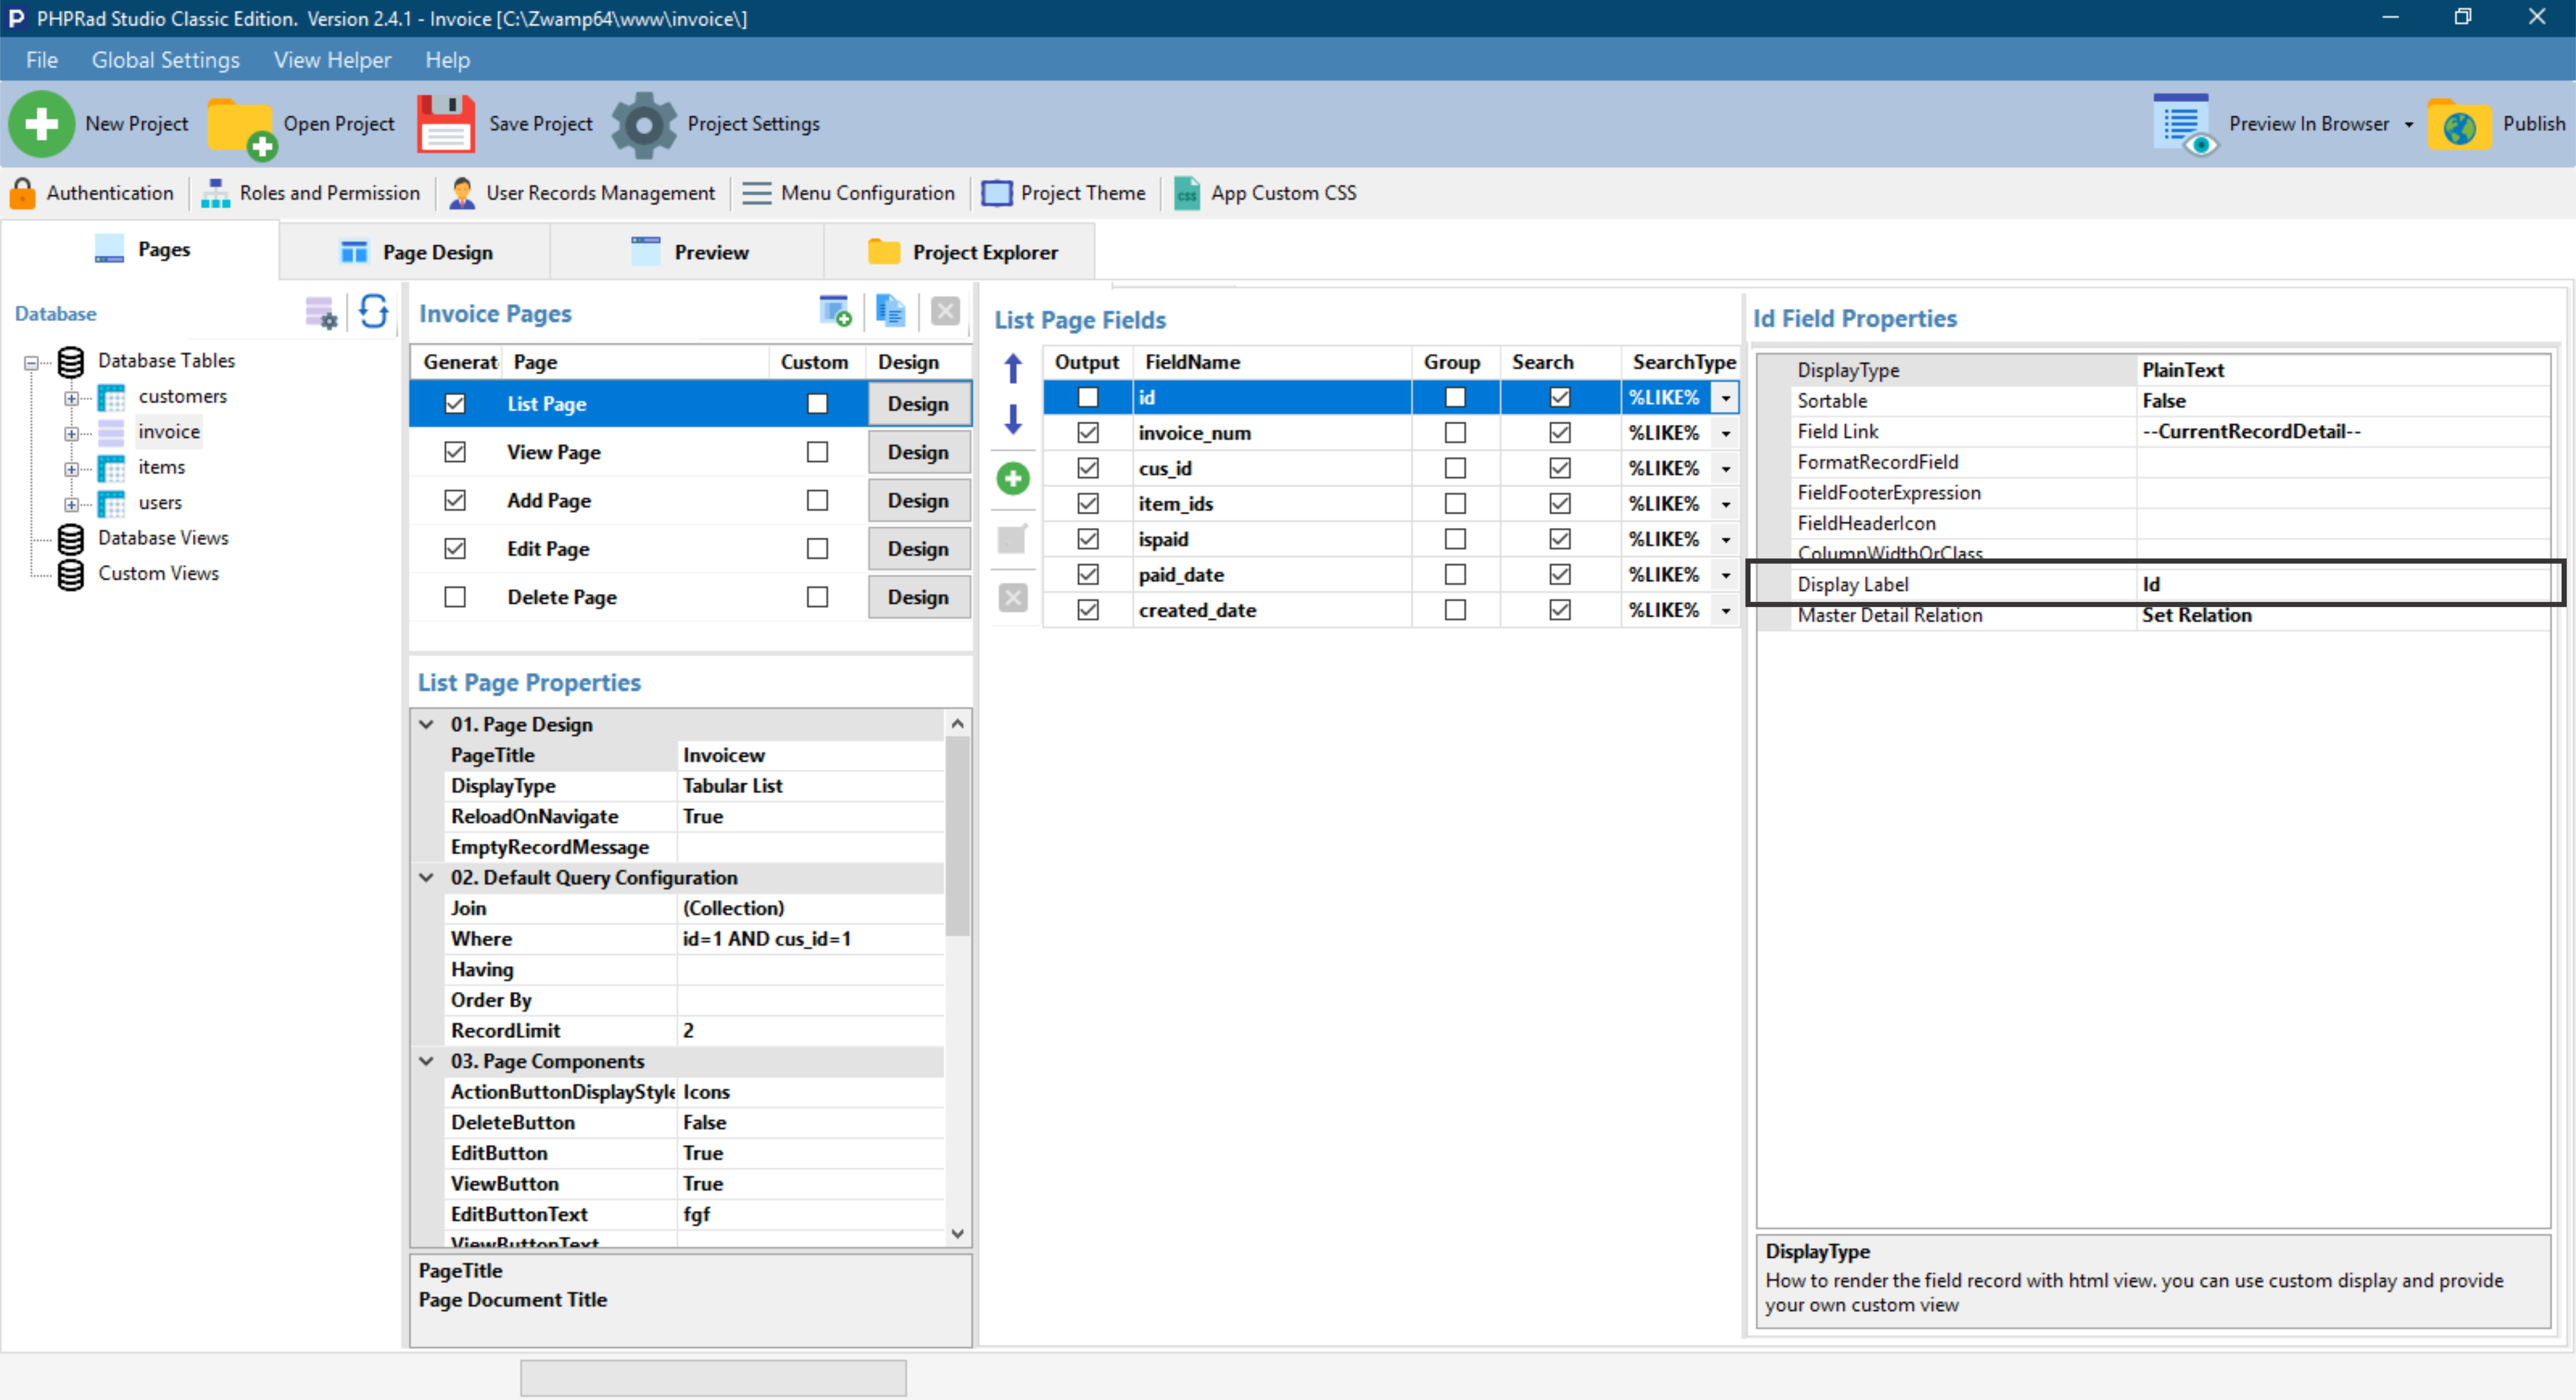 PHPRad Studio Classic Edition.  Version 2.4.1 - Invoice [C:\Zwamp64\www\invoice\]
File Global Settings View Helper Help
New Project Open Project Save Project Project Settings Preview In Browser Publish
Authentication Roles and Permission User Records Management Menu Configuration Project Theme css App Custom CSS
Pages Page Design Preview Project Explorer
Database
Database Tables
customers
invoice
items
users
Database Views
Custom Views
Invoice Pages
Generat Page Custom Design
List Page Design
View Page Design
Add Page Design
Edit Page Design
Delete Page Design
List Page Properties
01. Page Design
PageTitle Invoicew
DisplayType Tabular List
ReloadOnNavigate True
EmptyRecordMessage
02. Default Query Configuration
Join (Collection)
Where id=1 AND cus_id=1
Having
Order By
RecordLimit 2
03. Page Components
ActionButtonDisplayStyle Icons
DeleteButton False
EditButton True
ViewButton True
EditButtonText fgf
ViewButtonText
PageTitle
Page Document Title
List Page Fields
Output FieldName Group Search SearchType
id %LIKE%
invoice_num %LIKE%
cus_id %LIKE%
item_ids %LIKE%
ispaid %LIKE%
paid_date %LIKE%
created_date %LIKE%
Id Field Properties
DisplayType PlainText
Sortable False
Field Link --CurrentRecordDetail--
FormatRecordField
FieldFooterExpression
FieldHeaderIcon
ColumnWidthOrClass
Display Label Id
Master Detail Relation Set Relation
DisplayType
How to render the field record with html view. you can use custom display and provide
your own custom view